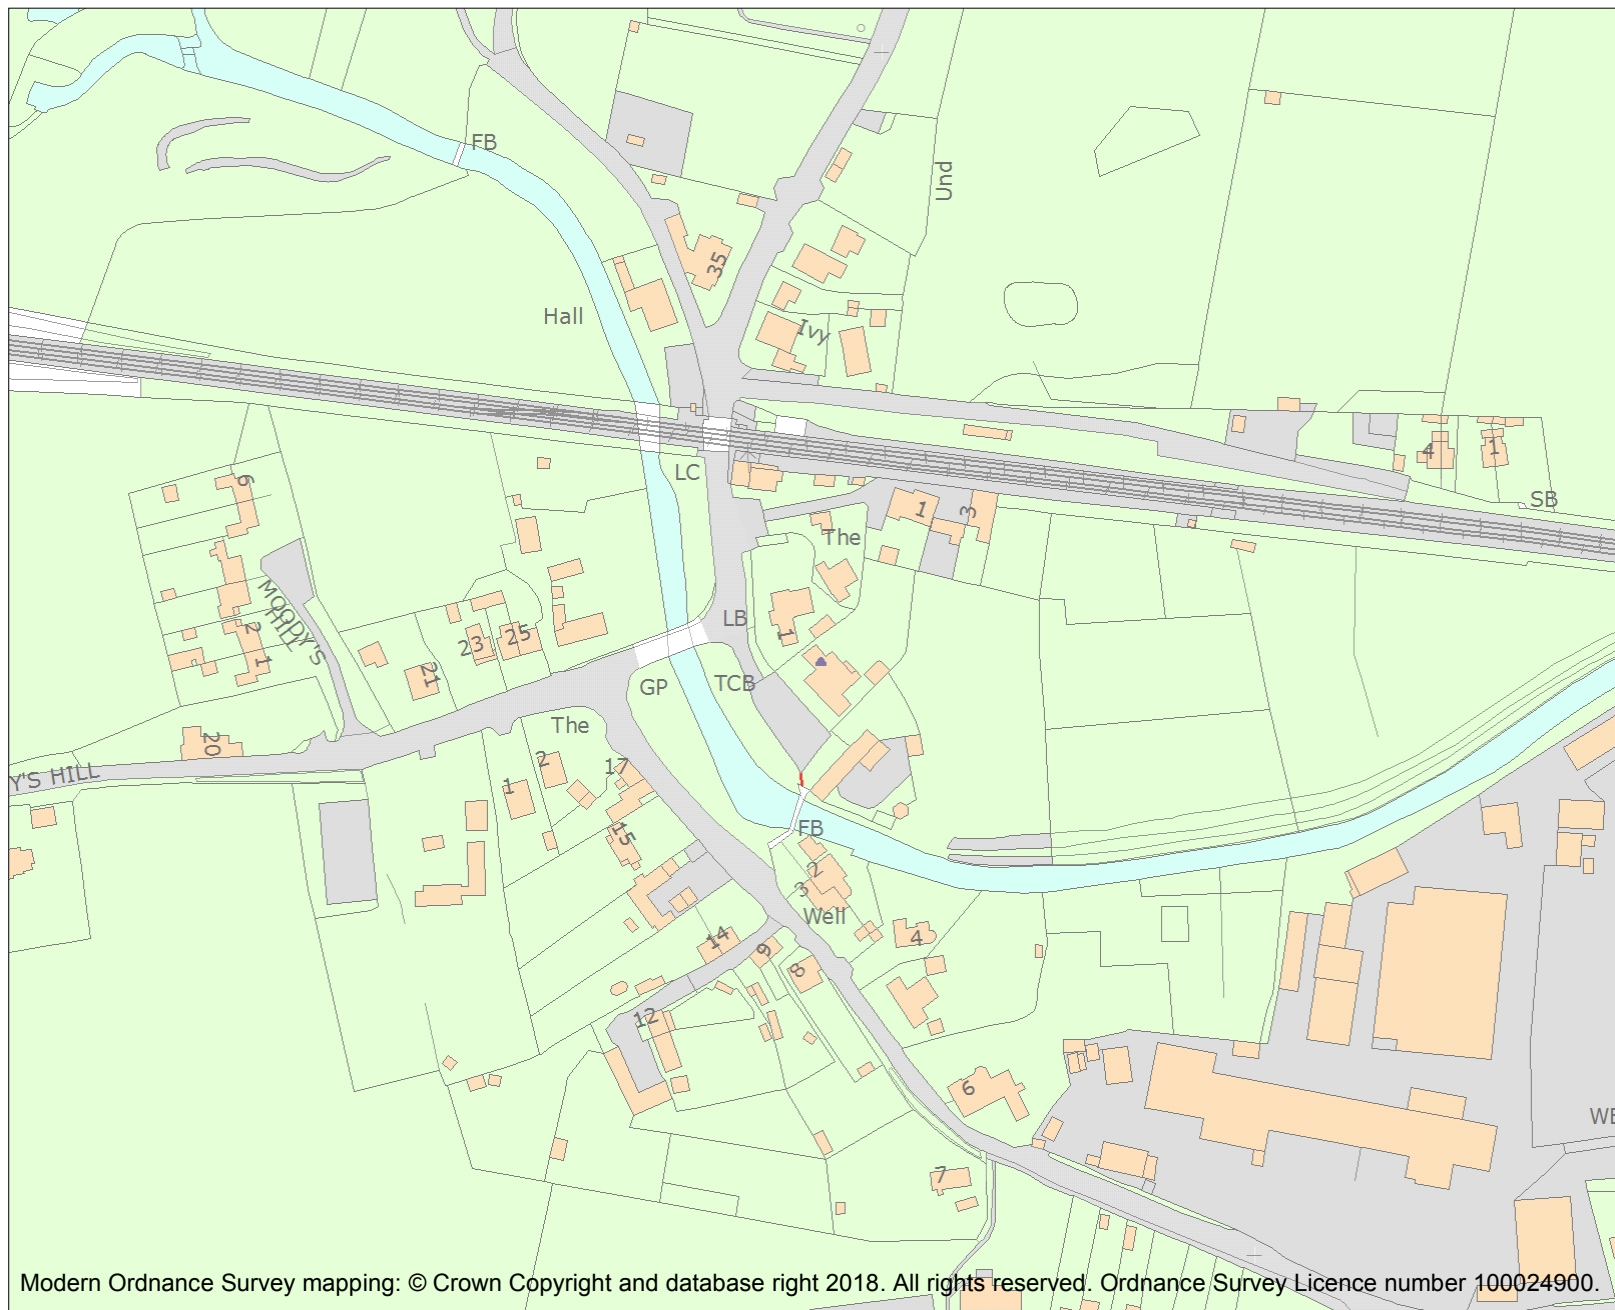 FB
Und
35
Hall
Ivy
4
1
LC
SB
6
1
3
The
MOODY'S
HILL
LB
2
1
23
25
1
21
GP
TCB
The
20
Y'S HILL
2
17
1
FB
15
2
3
Well
14
9
8
4
12
6
WE
7
Modern Ordnance Survey mapping: © Crown Copyright and database right 2018. All rights reserved. Ordnance Survey Licence number 100024900.